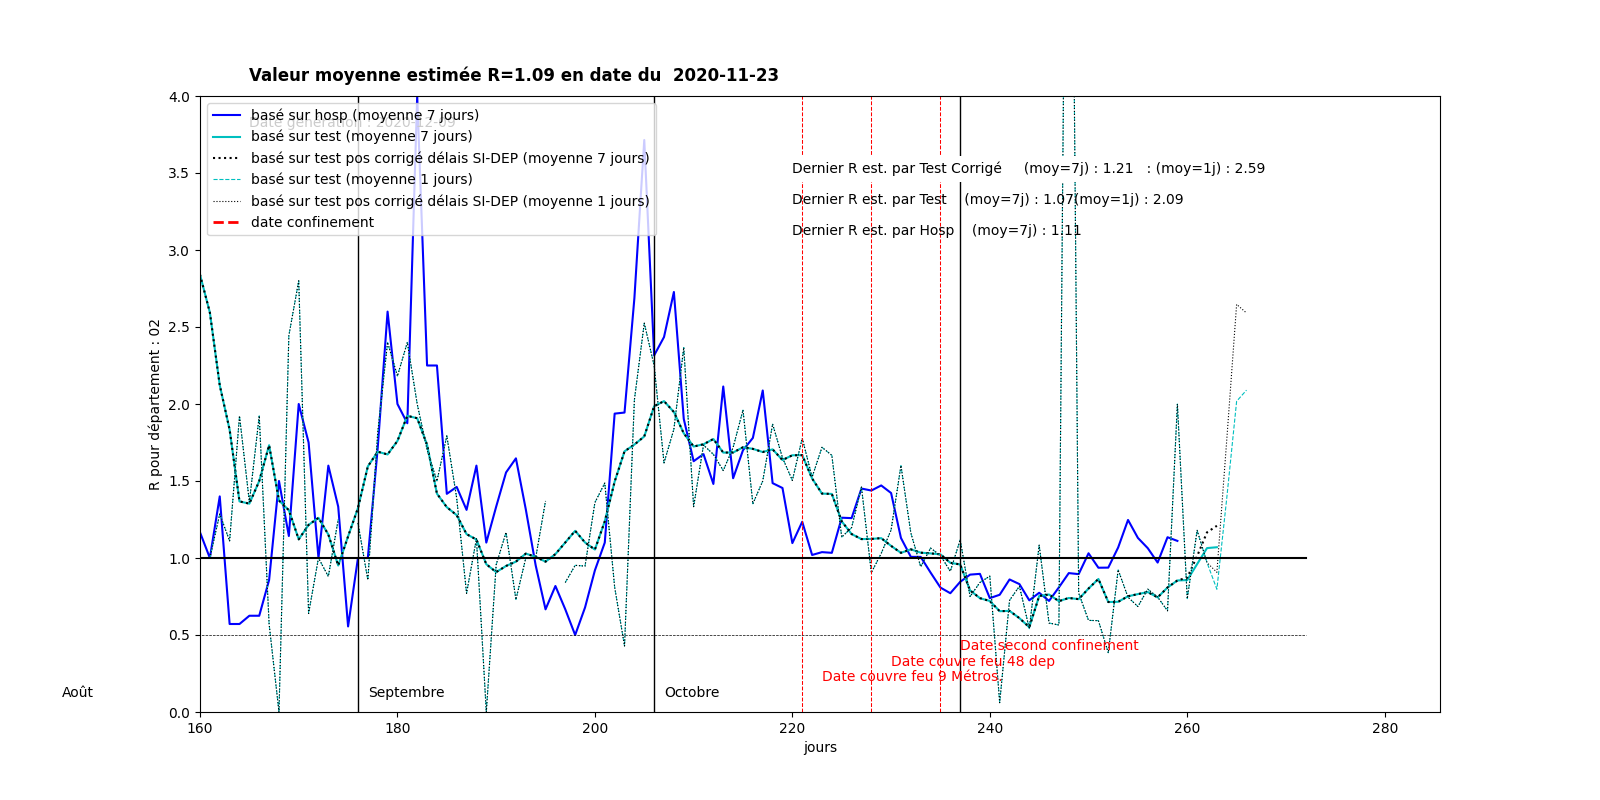 Valeur moyenne estimée R=1.09 en date du 2020-11-23
Date génération : 2020-12-09
basé sur hosp (moyenne 7 jours)
basé sur test (moyenne 7 jours)
basé sur test pos corrigé délais SI-DEP (moyenne 7 jours)
basé sur test (moyenne 1 jours)
basé sur test pos corrigé délais SI-DEP (moyenne 1 jours)
date confinement
Dernier R est. par Test Corrigé (moy=7j) : 1.21 : (moy=1j) : 2.59
Dernier R est. par Test (moy=7j) : 1.07(moy=1j) : 2.09
Dernier R est. par Hosp (moy=7j) : 1.11
R pour département : 02
4.0
3.5
3.0
2.5
2.0
1.5
1.0
0.5
0.0
Date second confinement
Date couvre feu 48 dep
Date couvre feu 9 Métros.
Août
Septembre
Octobre
160 180 200 220 240 260 280
jours